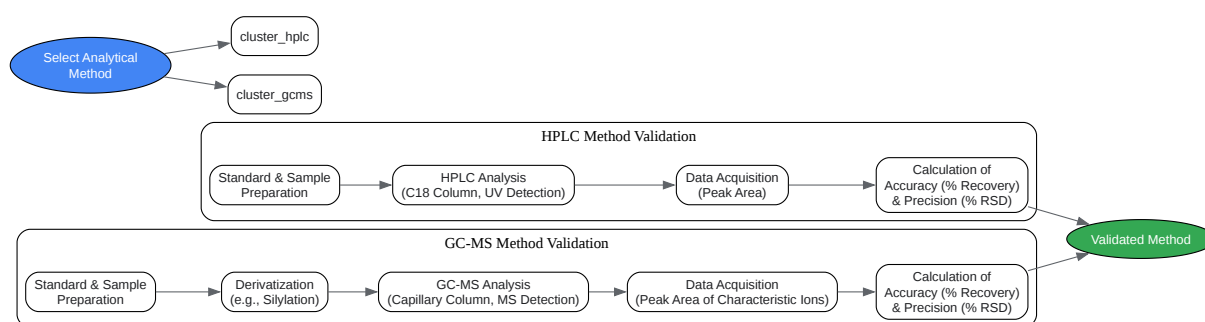 Select Analytical
Method
cluster_hplc
cluster_gcms
HPLC Method Validation
Standard & Sample
Preparation
HPLC Analysis
(C18 Column, UV Detection)
Data Acquisition
(Peak Area)
Calculation of
Accuracy (% Recovery)
& Precision (% RSD)
GC-MS Method Validation
Standard & Sample
Preparation
Derivatization
(e.g., Silylation)
GC-MS Analysis
(Capillary Column, MS Detection)
Data Acquisition
(Peak Area of Characteristic Ions)
Calculation of
Accuracy (% Recovery)
& Precision (% RSD)
Validated Method